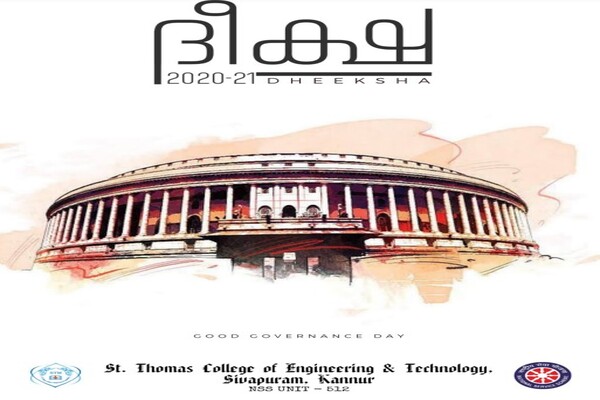 ദീക്ഷ
2020-21 DHEEKSHA
GOOD GOVERNANCE DAY
St. Thomas College of Engineering & Technology,
Sivapuram, Kannur
NSS UNIT – 512